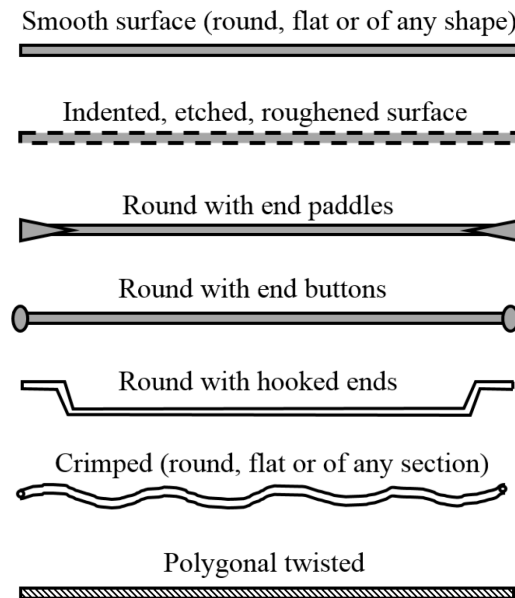 Smooth surface (round, flat or of any shape)
Indented, etched, roughened surface
Round with end paddles
Round with end buttons
Round with hooked ends
Crimped (round, flat or of any section)
Polygonal twisted